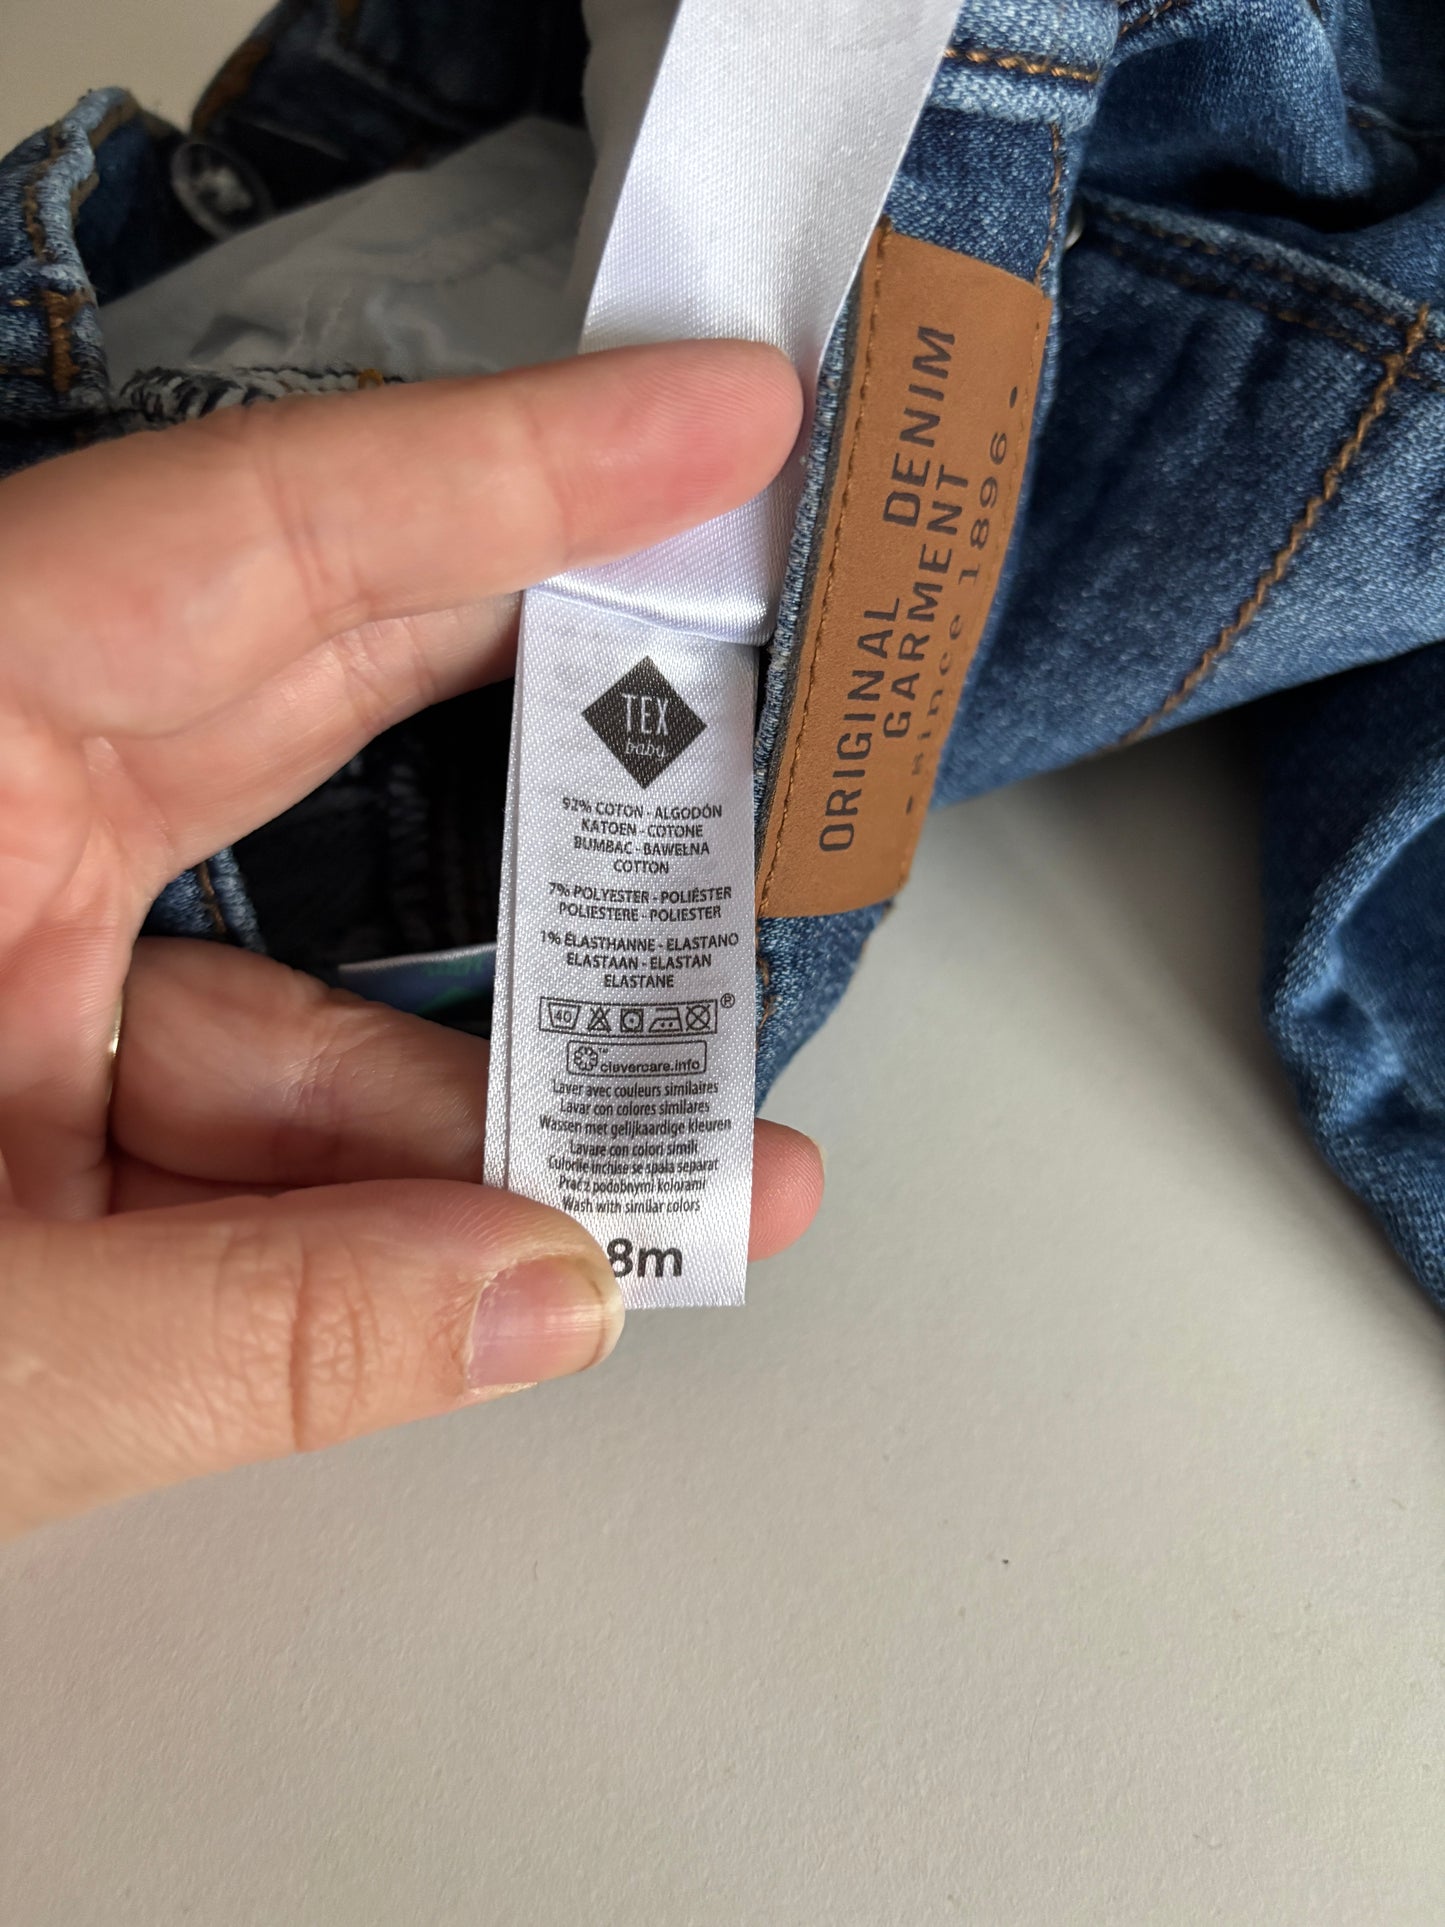 ORIGINAL DENIM
GARMENT
• Since 1896 •
TEX
baby
92% COTON - ALGODÓN
KATOEN - COTONE
BUMBAC - BAWEŁNA
COTTON
7% POLYESTER - POLIÉSTER
POLIESTERE - POLIESTER
1% ÉLASTHANNE - ELASTANO
ELASTAAN - ELASTAN
ELASTANE
40 ®
clevercare.info
Laver avec couleurs similaires
Lavar con colores similares
Wassen met gelijkaardige kleuren
Lavare con colori simili
Culorile inchise se spala separat
Prać z podobnymi kolorami
Wash with similar colors
8m